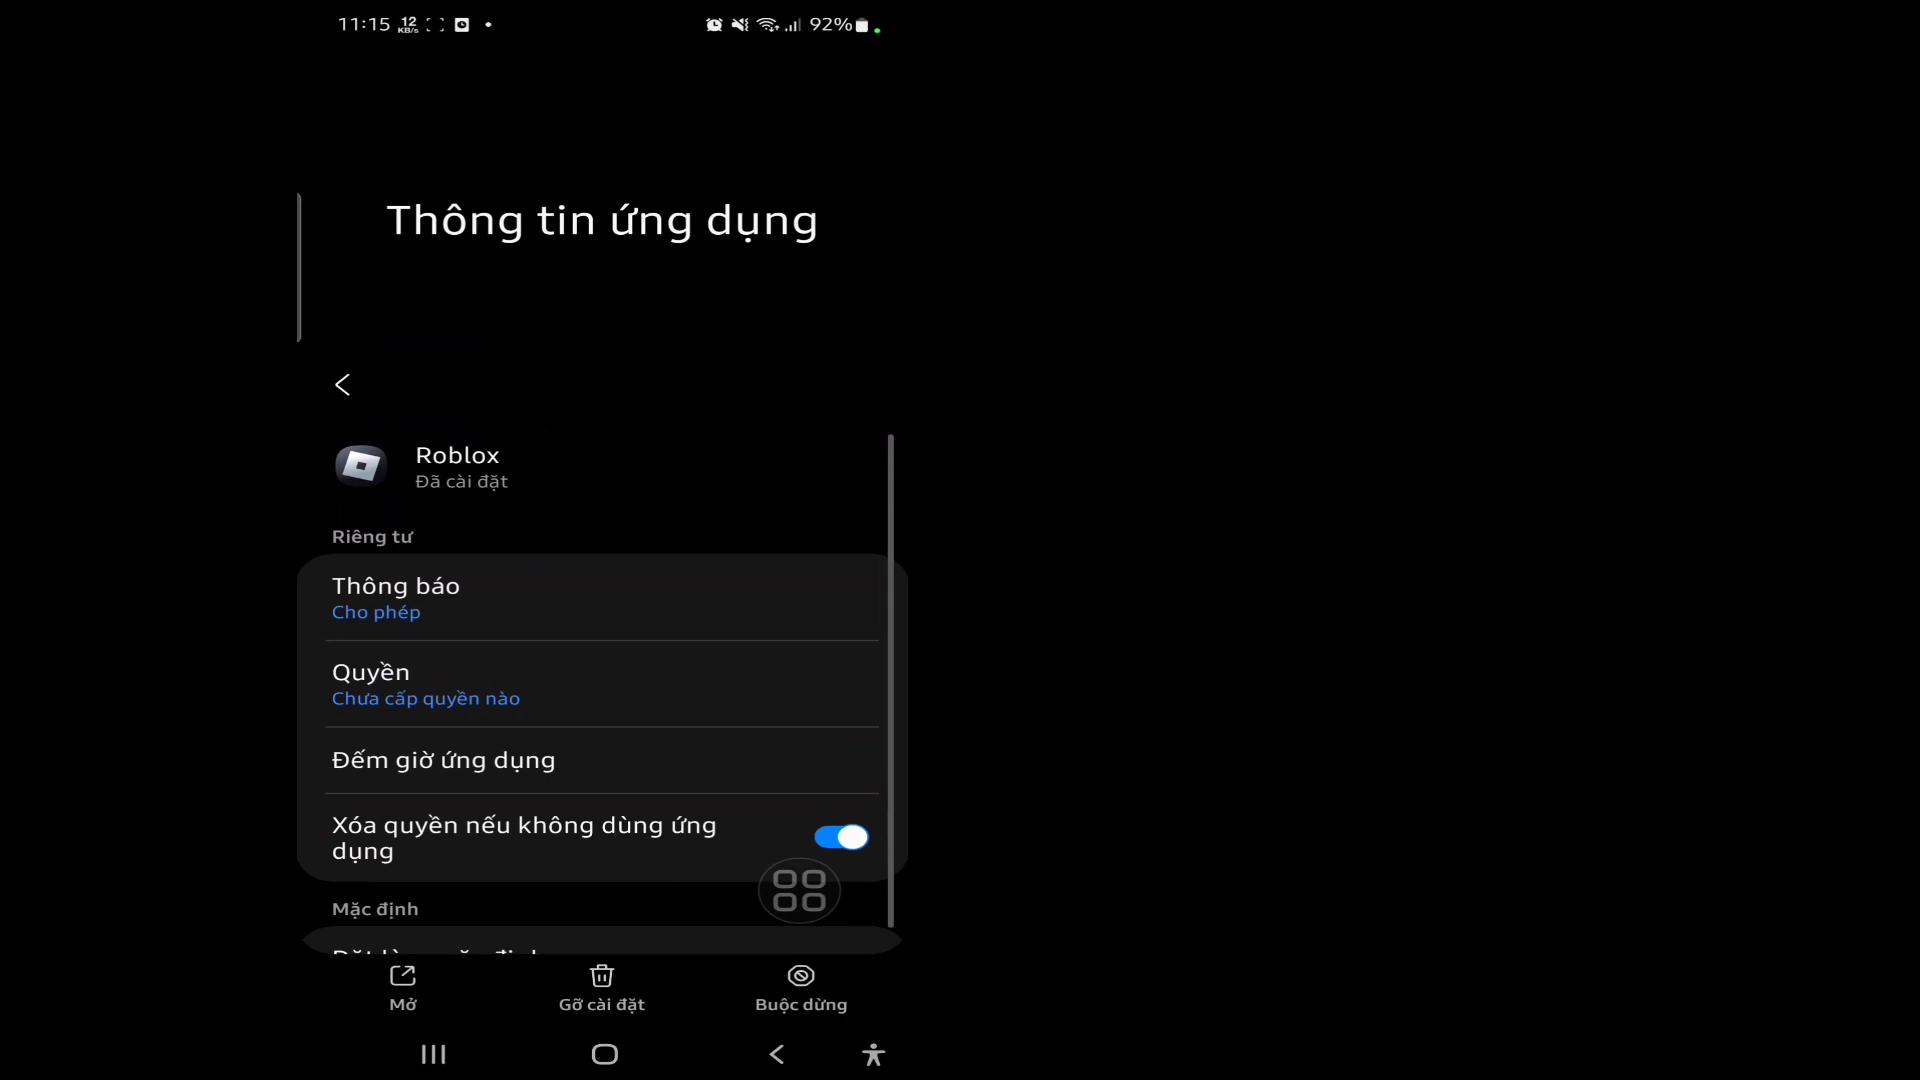 11:15 12 KB/s 92%
Thông tin ứng dụng
Roblox
Đã cài đặt
Riêng tư
Thông báo
Cho phép
Quyền
Chưa cấp quyền nào
Đếm giờ ứng dụng
Xóa quyền nếu không dùng ứng
dụng
Mặc định
Mở
Gỡ cài đặt
Buộc dừng